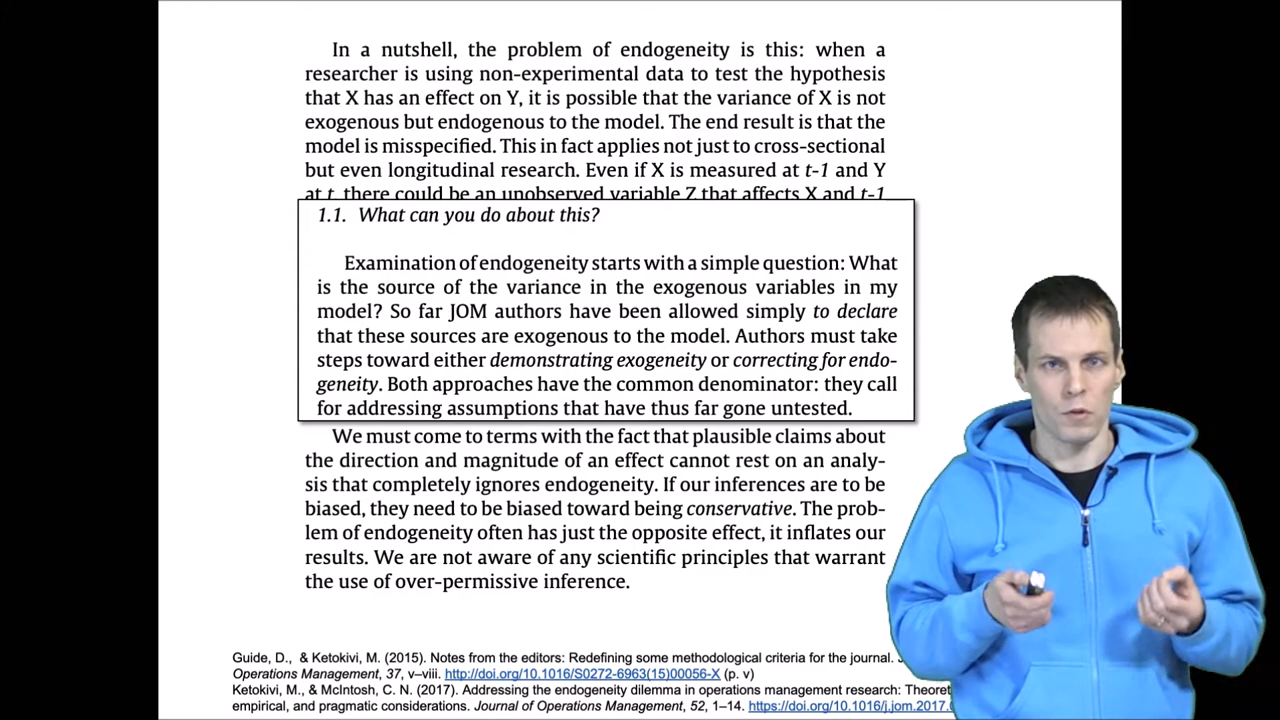 In a nutshell, the problem of endogeneity is this: when a
researcher is using non-experimental data to test the hypothesis
that X has an effect on Y, it is possible that the variance of X is not
exogenous but endogenous to the model. The end result is that the
model is misspecified. This in fact applies not just to cross-sectional
but even longitudinal research. Even if X is measured at t-1 and Y
at t, there could be an unobserved variable Z that affects X and t-1
1.1. What can you do about this?
Examination of endogeneity starts with a simple question: What
is the source of the variance in the exogenous variables in my
model? So far JOM authors have been allowed simply to declare
that these sources are exogenous to the model. Authors must take
steps toward either demonstrating exogeneity or correcting for endo-
geneity. Both approaches have the common denominator: they call
for addressing assumptions that have thus far gone untested.
We must come to terms with the fact that plausible claims about
the direction and magnitude of an effect cannot rest on an analy-
sis that completely ignores endogeneity. If our inferences are to be
biased, they need to be biased toward being conservative. The prob-
lem of endogeneity often has just the opposite effect, it inflates our
results. We are not aware of any scientific principles that warrant
the use of over-permissive inference.
Guide, D., & Ketokivi, M. (2015). Notes from the editors: Redefining some methodological criteria for the journal.
Operations Management, 37, v–viii. http://doi.org/10.1016/S0272-6963(15)00056-X (p. v)
Ketokivi, M., & McIntosh, C. N. (2017). Addressing the endogeneity dilemma in operations management research: Theoret
empirical, and pragmatic considerations. Journal of Operations Management, 52, 1–14. https://doi.org/10.1016/j.jom.2017.